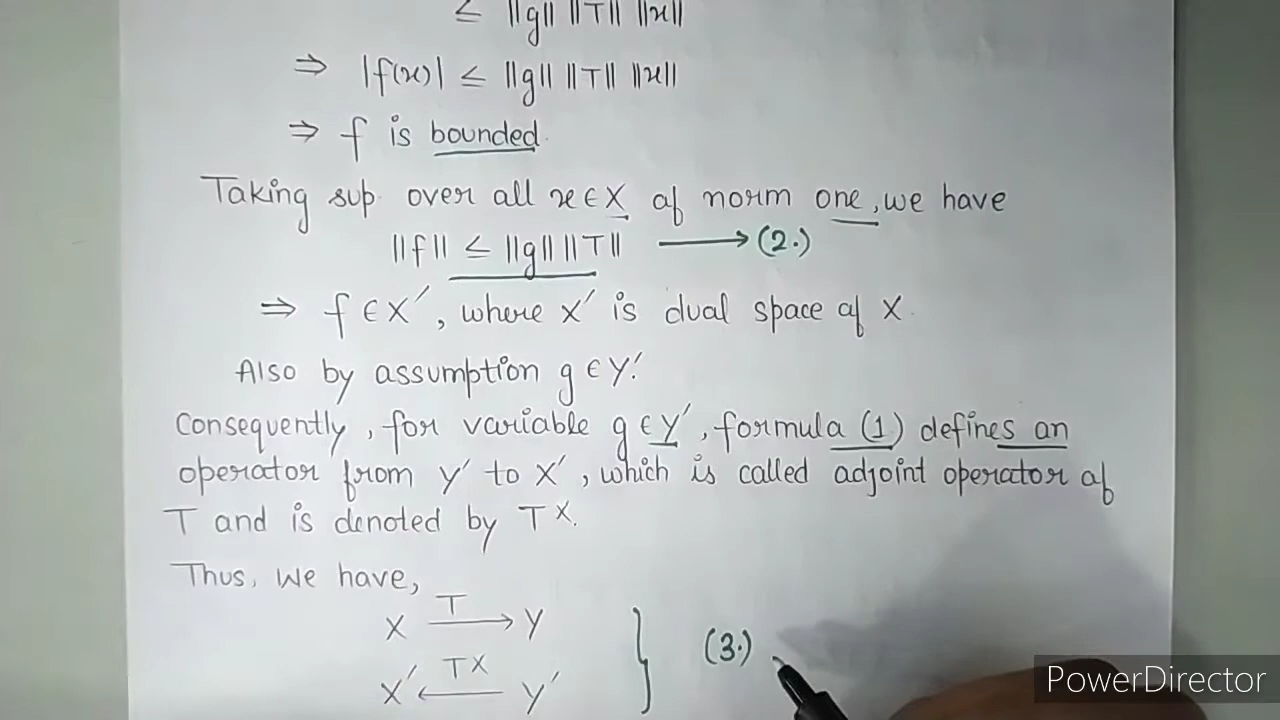 ≤ ||g|| ||T|| ||x||
⇒ |f(x)| ≤ ||g|| ||T|| ||x||
⇒ f is bounded.
Taking sup. over all x ∈ X of norm one, we have
||f|| ≤ ||g|| ||T|| ⟶ (2.)
⇒ f ∈ X′, where X′ is dual space of X.
Also by assumption g ∈ Y′.
Consequently, for variable g ∈ Y′, formula (1) defines an
operator from Y′ to X′, which is called adjoint operator of
T and is denoted by T^×.
Thus, we have,
X —T→ Y
X′ ←T^×— Y′ } (3.)
PowerDirector